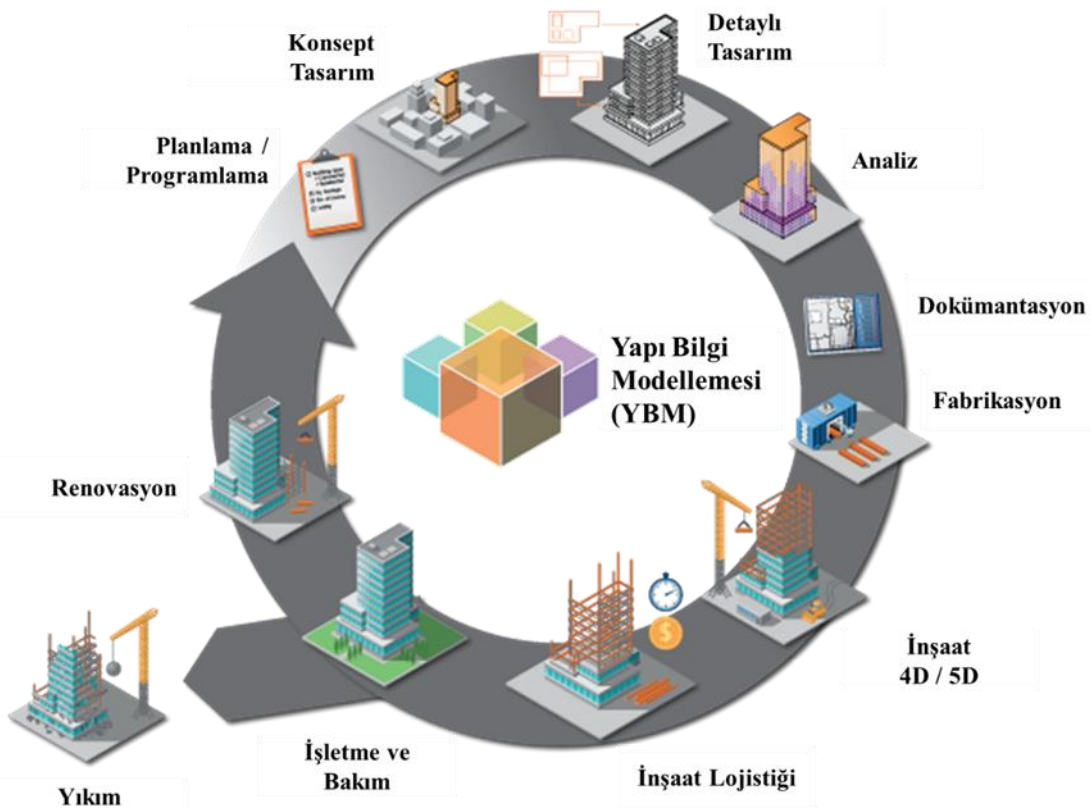 Konsept
Tasarım
Detaylı
Tasarım
Planlama /
Programlama
Analiz
Dokümantasyon
Yapı Bilgi
Modellemesi
(YBM)
Fabrikasyon
Renovasyon
$
İnşaat
4D / 5D
İşletme ve
Bakım
İnşaat Lojistiği
Yıkım